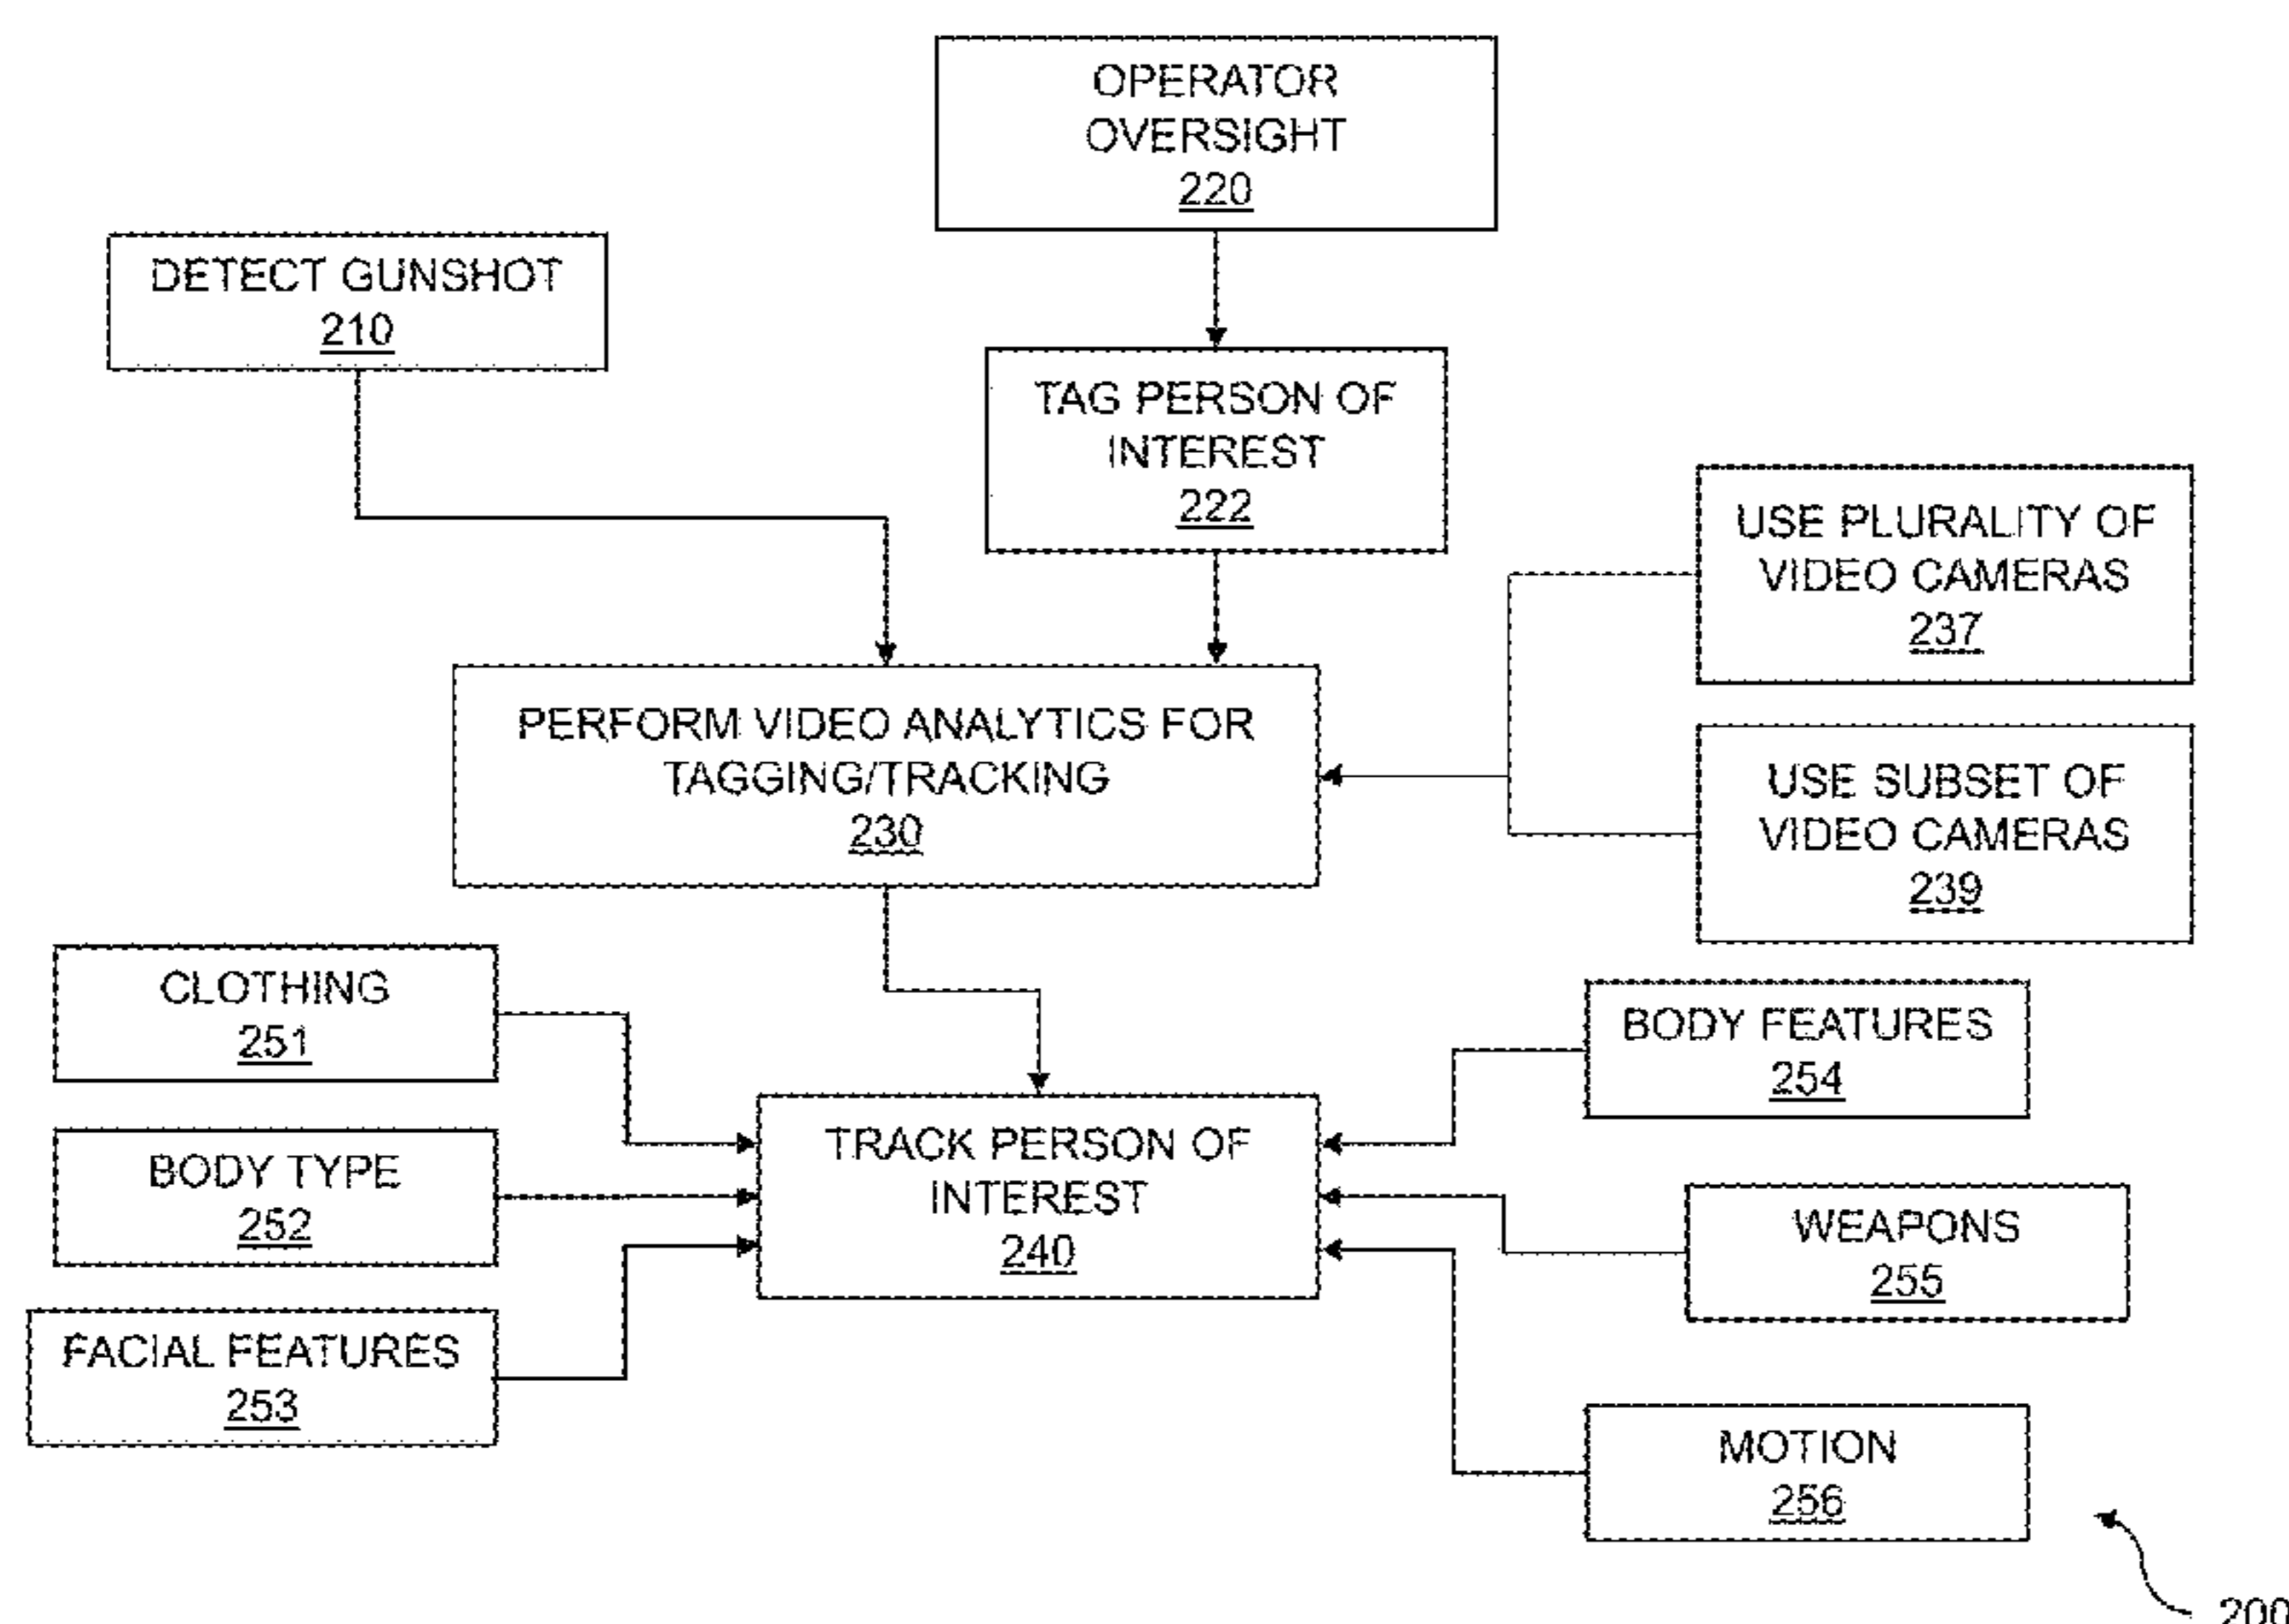 OPERATOR
OVERSIGHT
220
DETECT GUNSHOT
210
TAG PERSON OF
INTEREST
222
USE PLURALITY OF
VIDEO CAMERAS
237
PERFORM VIDEO ANALYTICS FOR
TAGGING/TRACKING
230
USE SUBSET OF
VIDEO CAMERAS
239
CLOTHING
251
BODY FEATURES
254
TRACK PERSON OF
INTEREST
240
BODY TYPE
252
WEAPONS
255
FACIAL FEATURES
253
MOTION
256
200